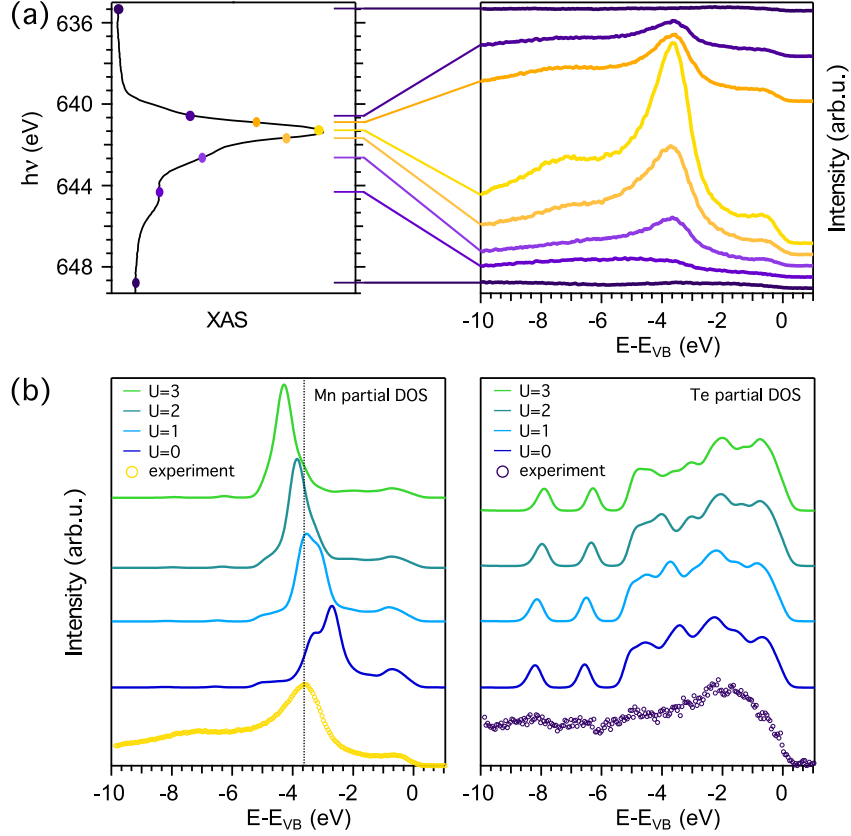 (a)
636
640
644
648
hν (eV)
XAS
-10
-8
-6
-4
-2
0
E-E_VB (eV)
Intensity (arb.u.)
(b)
U=3
U=2
U=1
U=0
experiment
Mn partial DOS
Intensity (arb.u.)
-10
-8
-6
-4
-2
0
E-E_VB (eV)
U=3
U=2
U=1
U=0
experiment
Te partial DOS
-10
-8
-6
-4
-2
0
E-E_VB (eV)